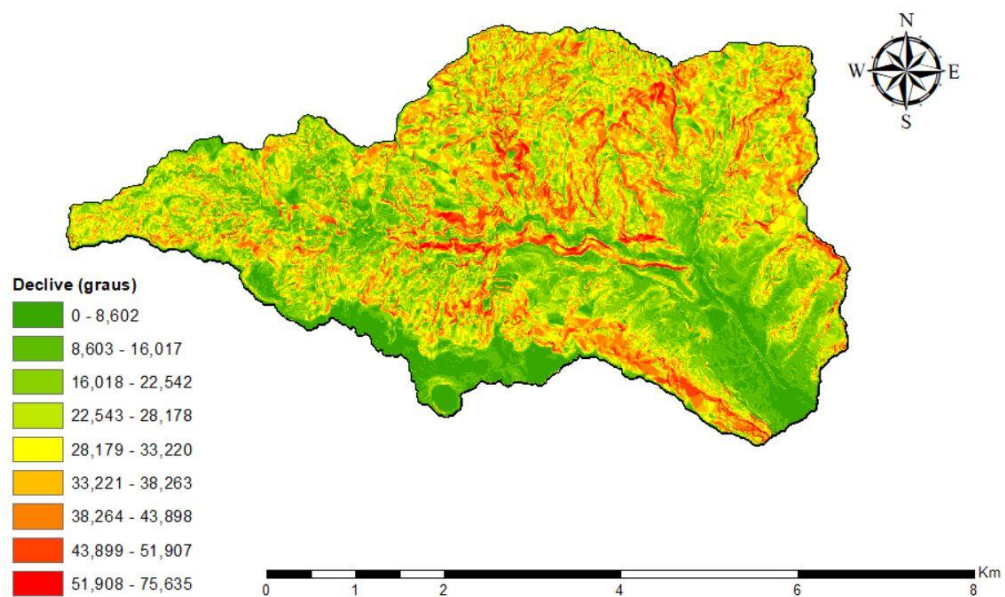 N
W E
S
Declive (graus)
0 - 8,602
8,603 - 16,017
16,018 - 22,542
22,543 - 28,178
28,179 - 33,220
33,221 - 38,263
38,264 - 43,898
43,899 - 51,907
51,908 - 75,635
Km
0 2 4 6 8